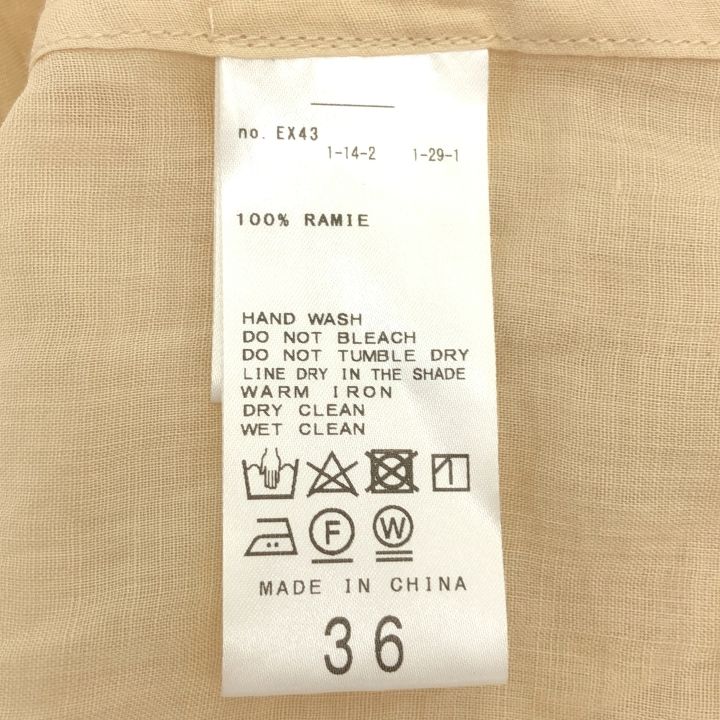 no. EX43
1-14-2 1-29-1
100% RAMIE
HAND WASH
DO NOT BLEACH
DO NOT TUMBLE DRY
LINE DRY IN THE SHADE
WARM IRON
DRY CLEAN
WET CLEAN
F W
MADE IN CHINA
36